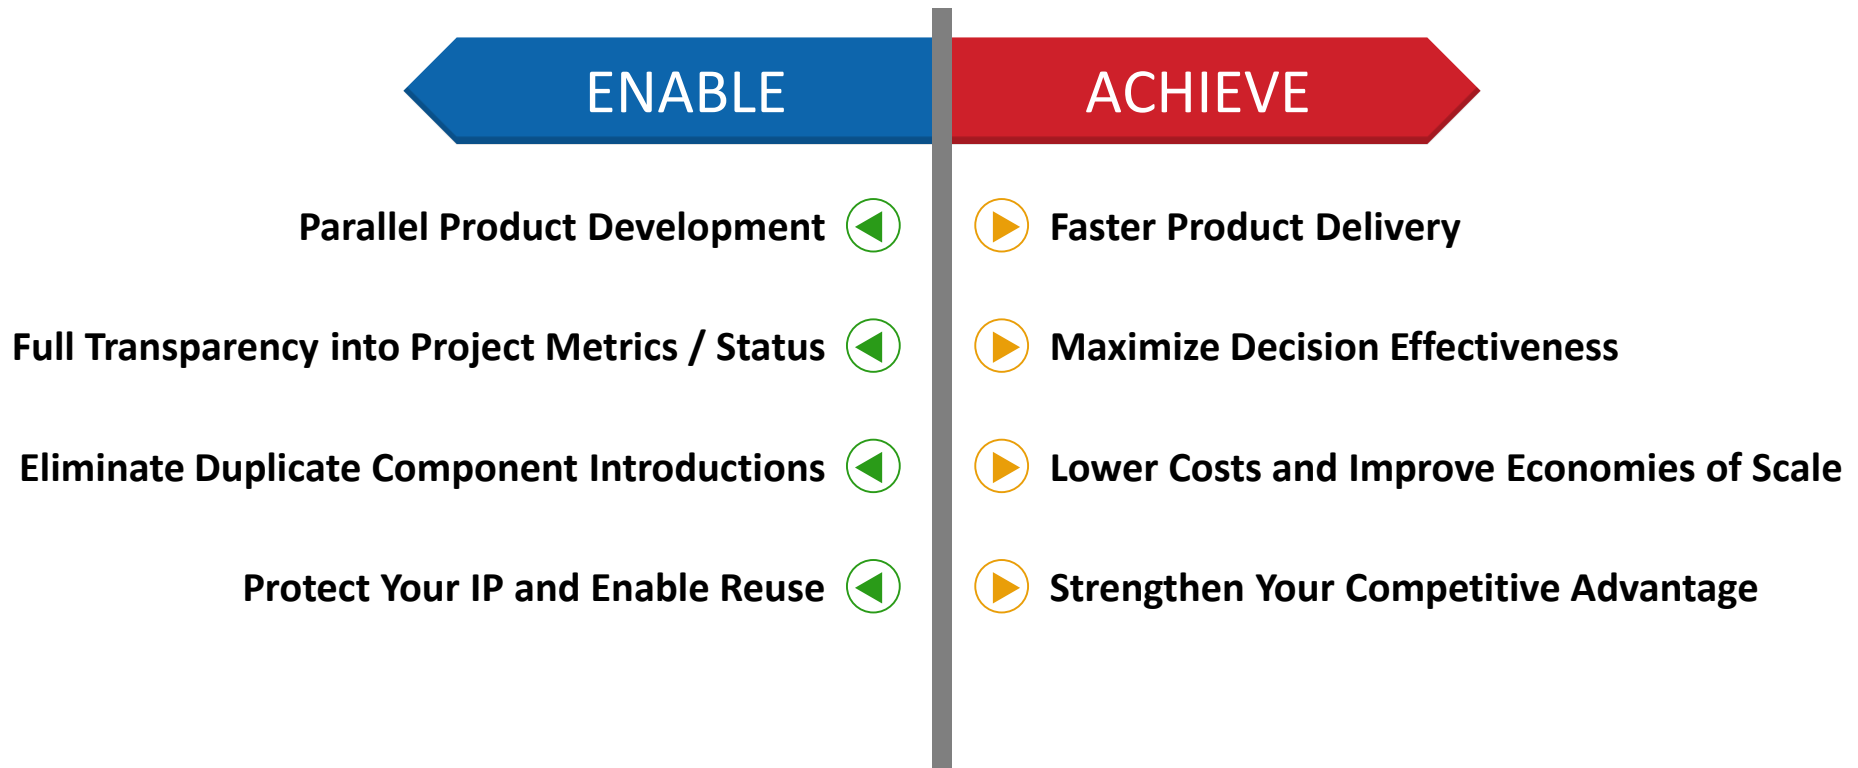 ENABLE
ACHIEVE
Parallel Product Development
Faster Product Delivery
Full Transparency into Project Metrics / Status
Maximize Decision Effectiveness
Eliminate Duplicate Component Introductions
Lower Costs and Improve Economies of Scale
Protect Your IP and Enable Reuse
Strengthen Your Competitive Advantage